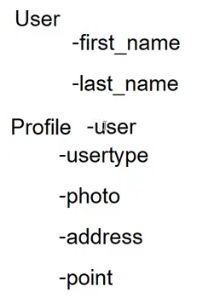 User
-first_name
-last_name
Profile -user
-usertype
-photo
-address
-point